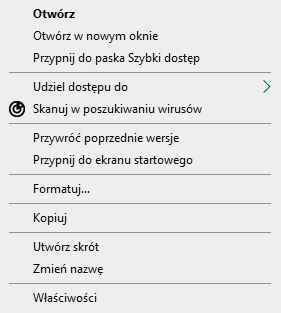 Otwórz
Otwórz w nowym oknie
Przypnij do paska Szybki dostęp
Udziel dostępu do
Skanuj w poszukiwaniu wirusów
Przywróć poprzednie wersje
Przypnij do ekranu startowego
Formatuj...
Kopiuj
Utwórz skrót
Zmień nazwę
Właściwości